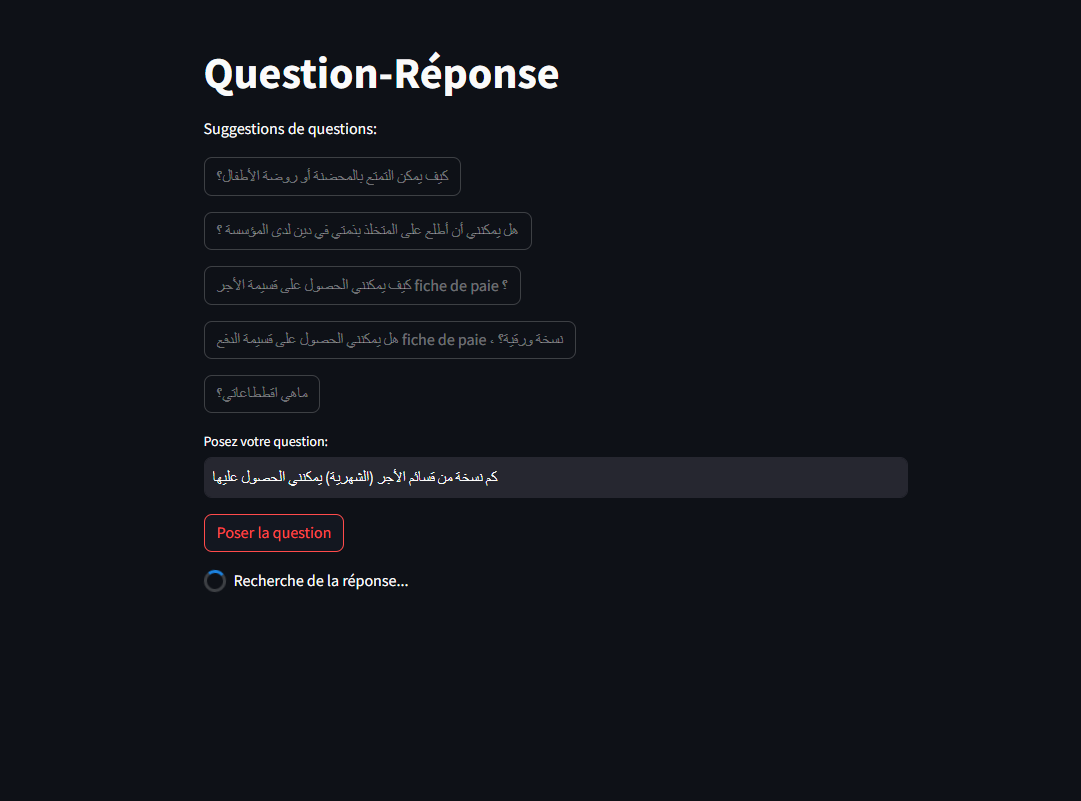 Question-Réponse
Suggestions de questions:
كيف يمكن التمتع بالمحضنة أو روضة الأطفال؟
هل يمكنني أن أطلع على المتخلذ بذمتي في دين لدى المؤسسة ؟
كيف يمكنني الحصول على قسيمة الأجر fiche de paie ؟
هل يمكنني الحصول على قسيمة الدفع fiche de paie ، نسخة ورقية؟
ماهي اقططاعاتي؟
Posez votre question:
كم نسخة من قسائم الأجر (الشهرية) يمكنني الحصول عليها
Poser la question
Recherche de la réponse...